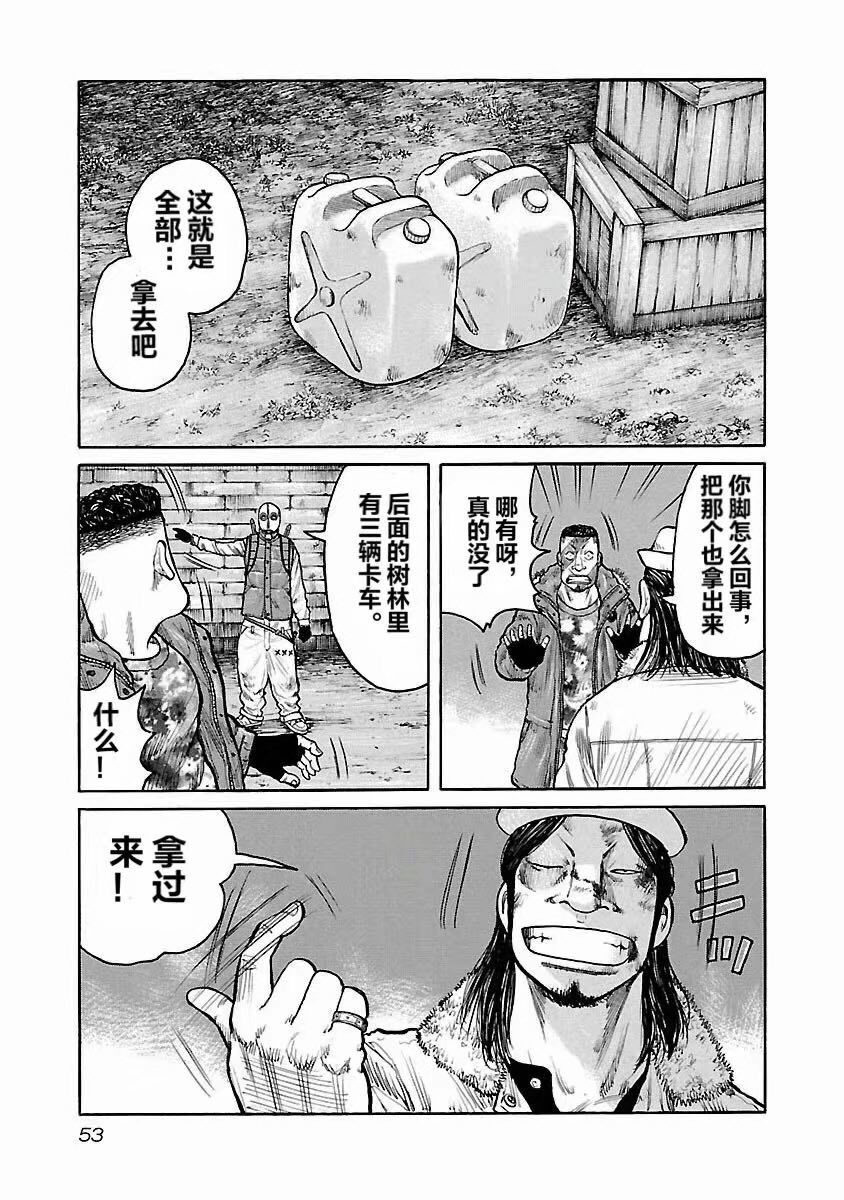 这就是
全部…
拿去吧
你脚怎么回事，
把那个也拿出来
哪有呀，
真的没了
后面的树林里
有三辆卡车。
什么！
拿过
来！
53